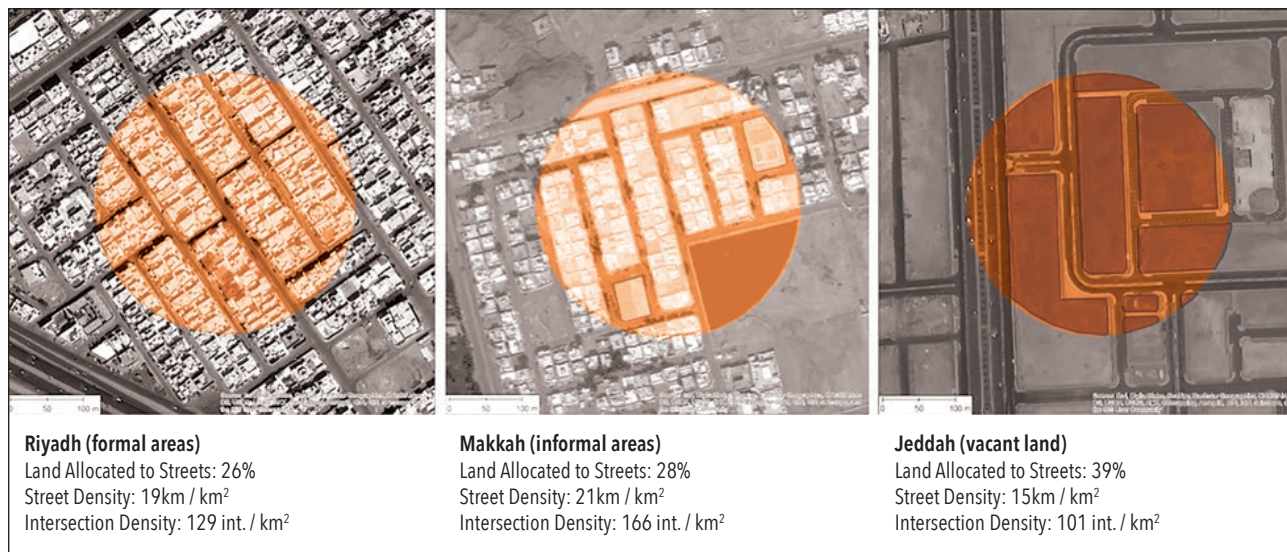 0 50 100 m
0 50 100 m
0 50 100 m
Riyadh (formal areas)
Land Allocated to Streets: 26%
Street Density: 19km / km²
Intersection Density: 129 int. / km²
Makkah (informal areas)
Land Allocated to Streets: 28%
Street Density: 21km / km²
Intersection Density: 166 int. / km²
Jeddah (vacant land)
Land Allocated to Streets: 39%
Street Density: 15km / km²
Intersection Density: 101 int. / km²